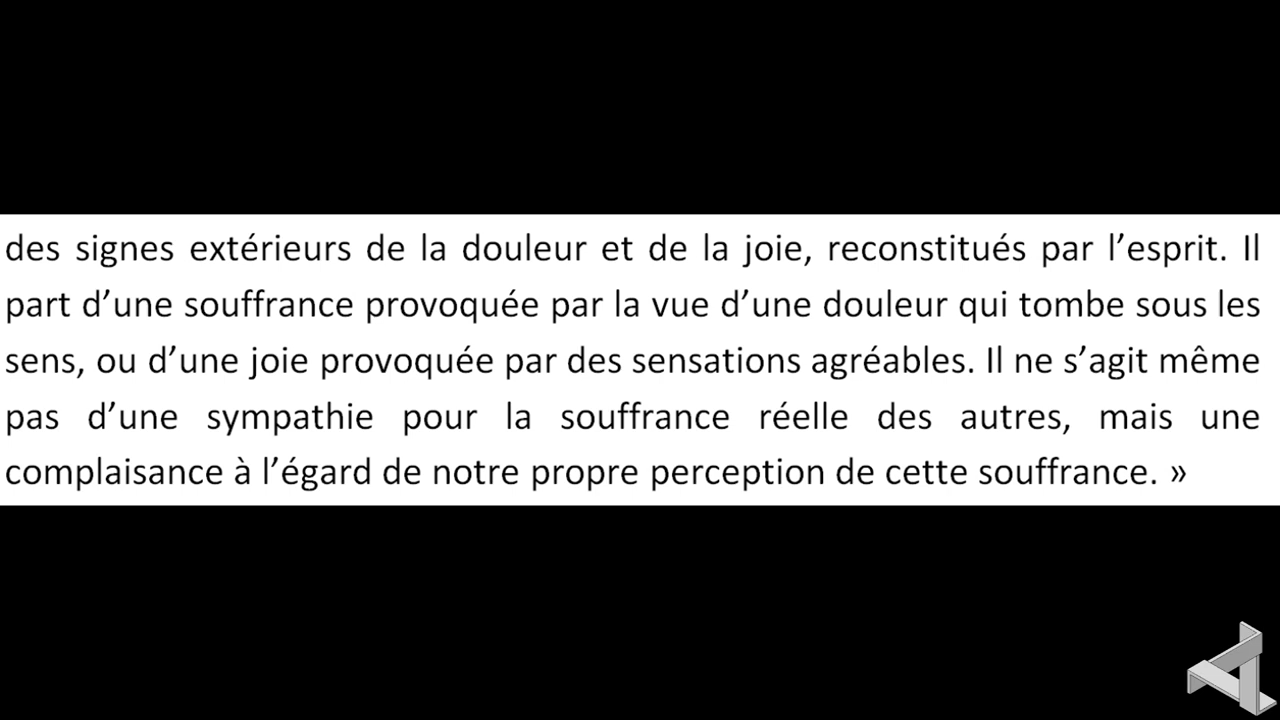 des signes extérieurs de la douleur et de la joie, reconstitués par l’esprit. Il
part d’une souffrance provoquée par la vue d’une douleur qui tombe sous les
sens, ou d’une joie provoquée par des sensations agréables. Il ne s’agit même
pas d’une sympathie pour la souffrance réelle des autres, mais une
complaisance à l’égard de notre propre perception de cette souffrance. »